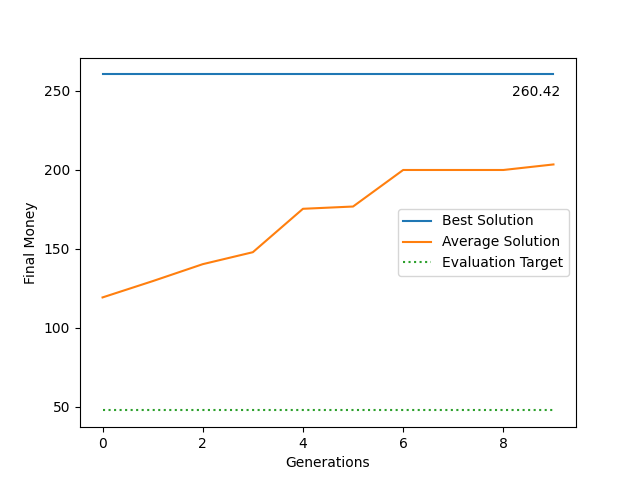 250
200
150
100
50
Final Money
260.42
Best Solution
Average Solution
Evaluation Target
0 2 4 6 8
Generations